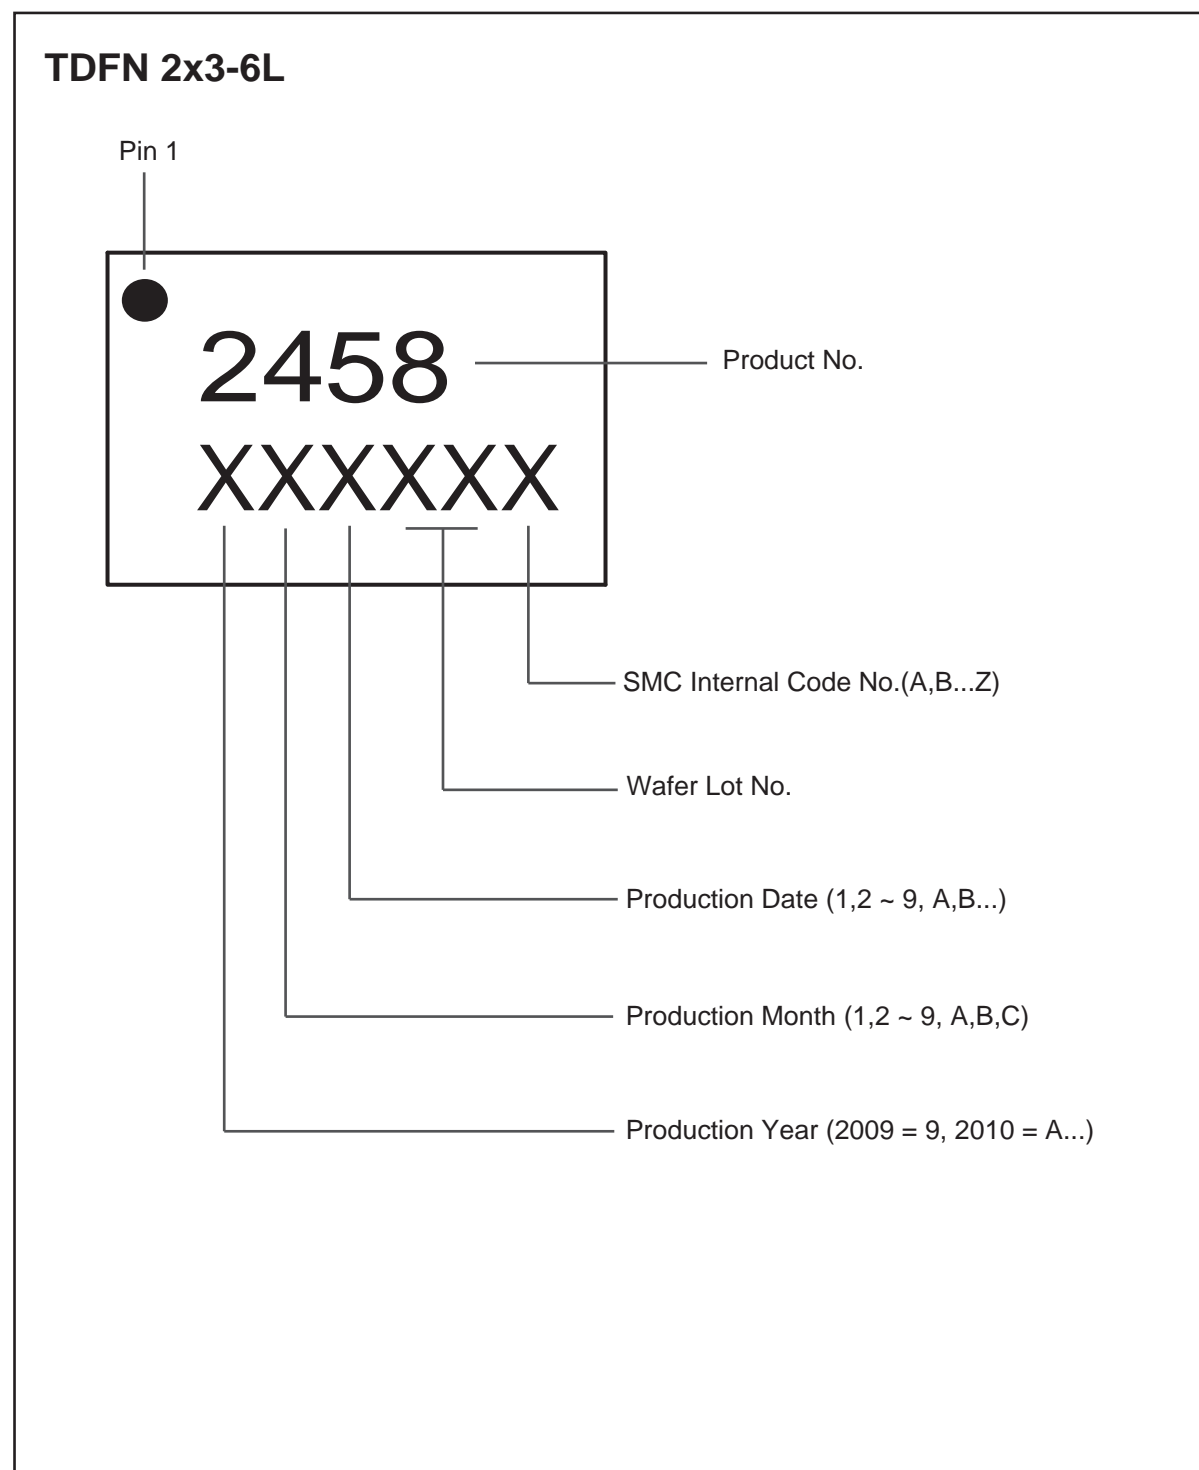 TDFN 2x3-6L
Pin 1
2458
Product No.
XXXXXX
SMC Internal Code No.(A,B...Z)
Wafer Lot No.
Production Date (1,2 ~ 9, A,B...)
Production Month (1,2 ~ 9, A,B,C)
Production Year (2009 = 9, 2010 = A...)